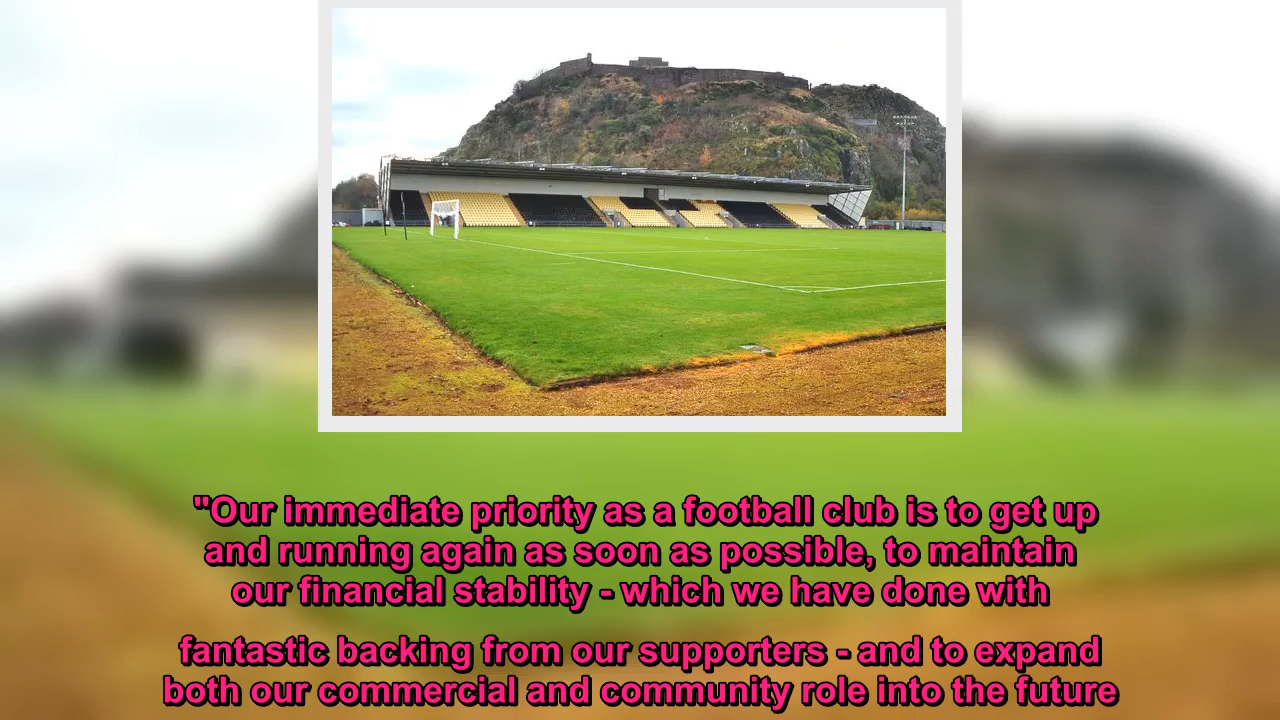 "Our immediate priority as a football club is to get up
and running again as soon as possible, to maintain
our financial stability - which we have done with
fantastic backing from our supporters - and to expand
both our commercial and community role into the future